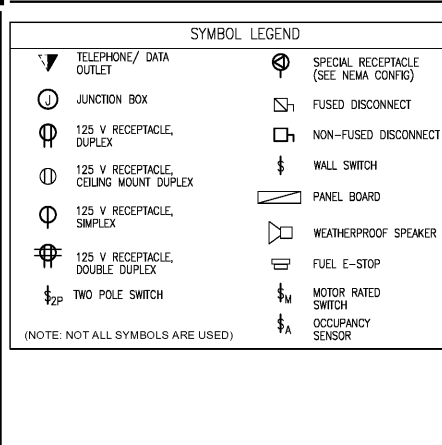 SYMBOL LEGEND
TELEPHONE/ DATA
OUTLET
J
JUNCTION BOX
125 V RECEPTACLE,
DUPLEX
125 V RECEPTACLE,
CEILING MOUNT DUPLEX
125 V RECEPTACLE,
SIMPLEX
125 V RECEPTACLE,
DOUBLE DUPLEX
$2P TWO POLE SWITCH
(NOTE: NOT ALL SYMBOLS ARE USED)
SPECIAL RECEPTACLE
(SEE NEMA CONFIG)
FUSED DISCONNECT
NON-FUSED DISCONNECT
$ WALL SWITCH
PANEL BOARD
WEATHERPROOF SPEAKER
FUEL E-STOP
$M MOTOR RATED
SWITCH
$A OCCUPANCY
SENSOR